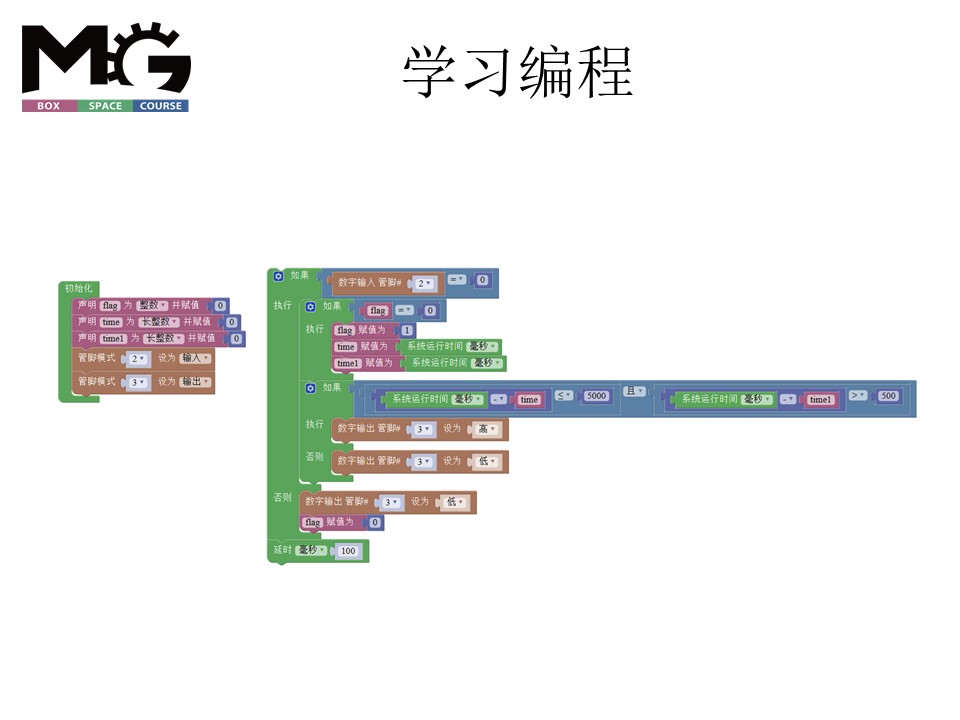 MG
BOX SPACE COURSE
学习编程
初始化
声明 flag 为 整数 并赋值 0
声明 time 为 长整数 并赋值 0
声明 time1 为 长整数 并赋值 0
管脚模式 2 设为 输入
管脚模式 3 设为 输出
如果 数字输入 管脚# 2 = 0
执行 如果 flag = 0
执行 flag 赋值为 1
time 赋值为 系统运行时间 毫秒
time1 赋值为 系统运行时间 毫秒
如果 系统运行时间 毫秒 - time ≤ 5000 且 系统运行时间 毫秒 - time1 > 500
执行 数字输出 管脚# 3 设为 高
否则 数字输出 管脚# 3 设为 低
否则 数字输出 管脚# 3 设为 低
flag 赋值为 0
延时 毫秒 100